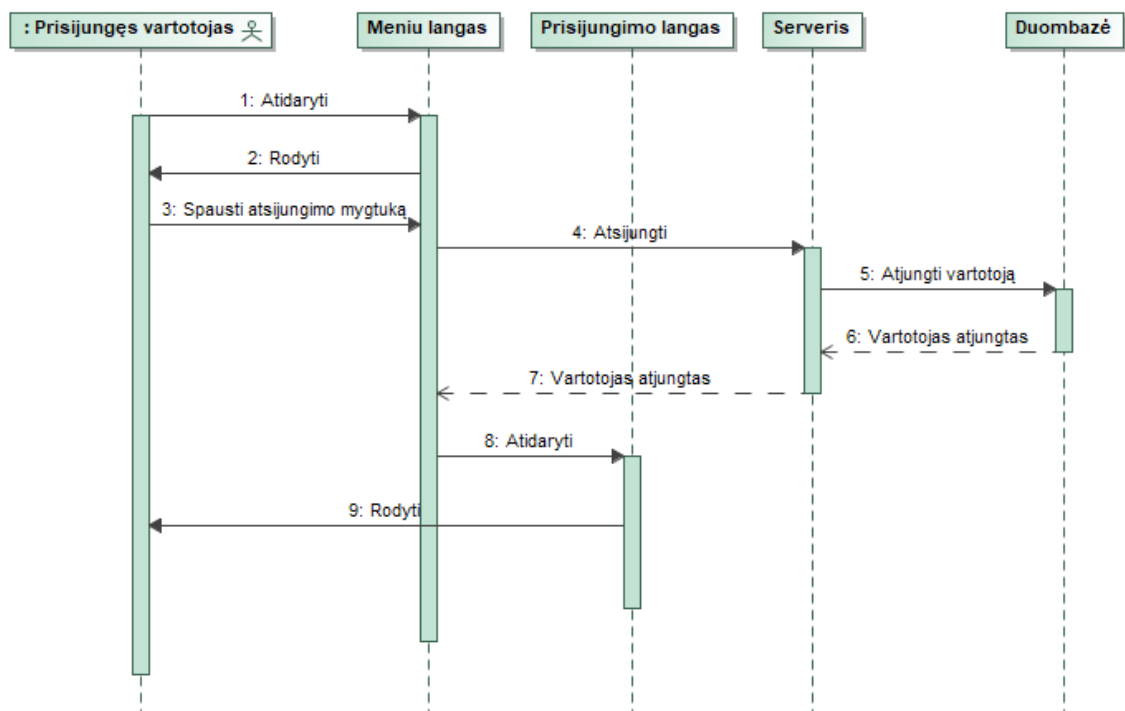 : Prisijungęs vartotojas
Meniu langas
Prisijungimo langas
Serveris
Duombazė
1: Atidaryti
2: Rodyti
3: Spausti atsijungimo mygtuką
4: Atsijungti
5: Atjungti vartotoją
6: Vartotojas atjungtas
7: Vartotojas atjungtas
8: Atidaryti
9: Rodyti